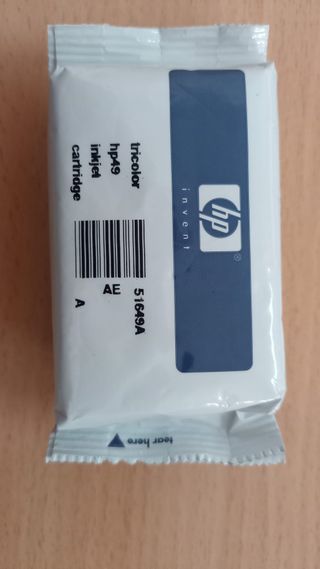 hp
®
invent
tricolor
hp49
inkjet
cartridge
51649A
AE
A
tear here